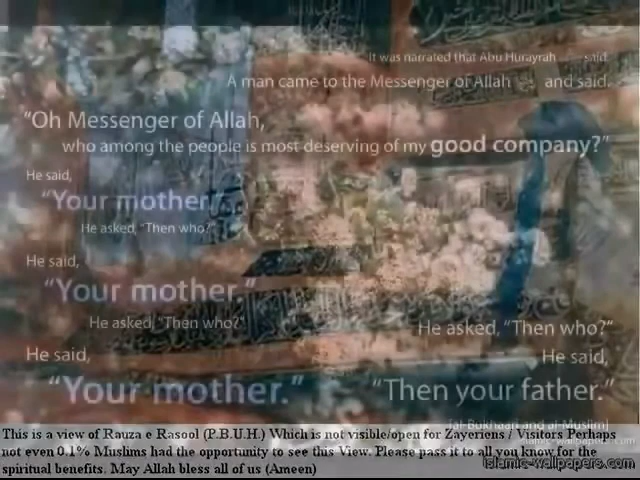 It was narrated that Abu Hurayrah said:
A man came to the Messenger of Allah and said:
“Oh Messenger of Allah,
who among the people is most deserving of my good company?”
He said,
“Your mother.”
He asked, “Then who?”
He said,
“Your mother.”
He asked, “Then who?”
He said,
“Your mother.”
He asked, “Then who?”
He said,
“Then your father.”
[al-Bukhaari and al-Muslim]
This is a view of Rauza e Rasool (P.B.U.H.) Which is not visible/open for Zayeriens / Visitors Perhaps
not even 0.1% Muslims had the opportunity to see this View. Please pass it to all you know for the
spiritual benefits. May Allah bless all of us (Ameen)
islamic-wallpapers.com